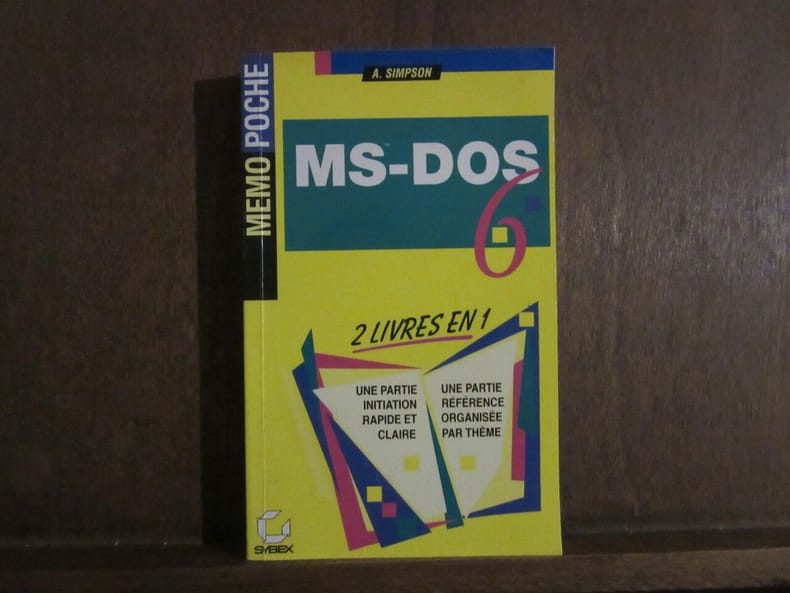 A. SIMPSON
MEMO POCHE
MS-DOS™
6
2 LIVRES EN 1
UNE PARTIE
INITIATION
RAPIDE ET
CLAIRE
UNE PARTIE
RÉFÉRENCE
ORGANISÉE
PAR THÈME
SYBEX